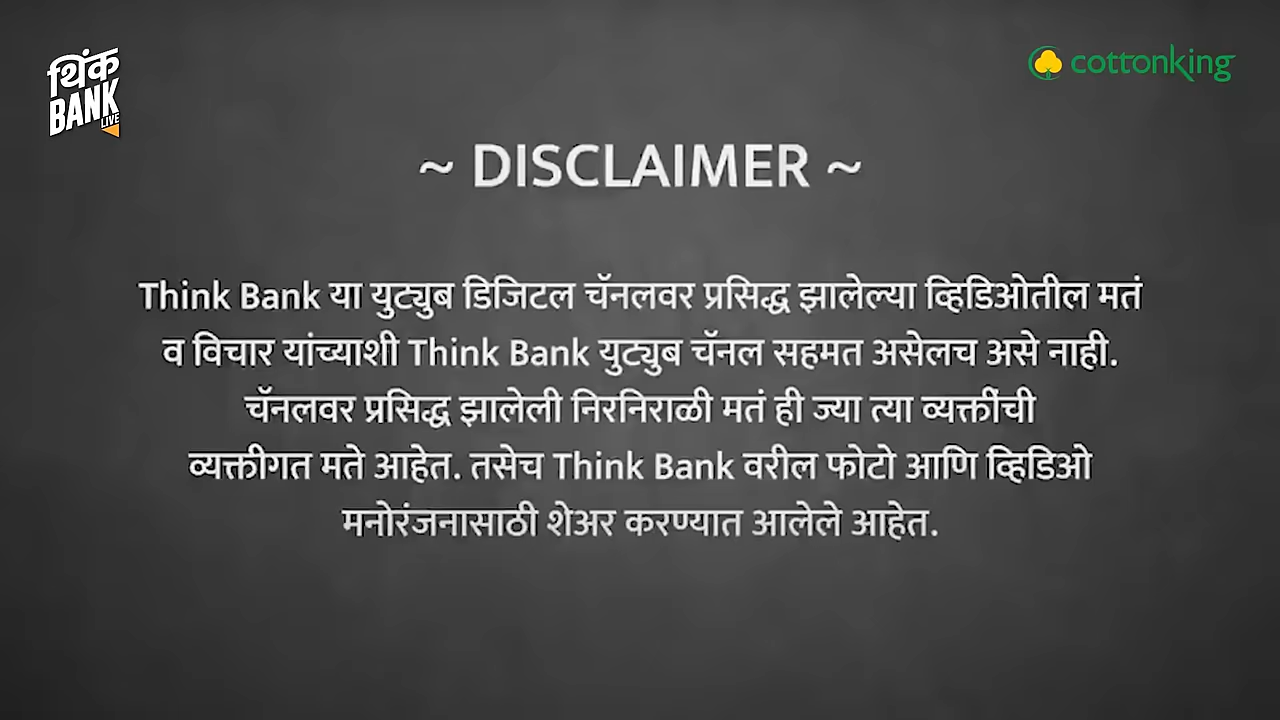 थिंक
BANK
LIVE
cottonking
~ DISCLAIMER ~
Think Bank या युट्युब डिजिटल चॅनलवर प्रसिद्ध झालेल्या व्हिडिओतील मतं
व विचार यांच्याशी Think Bank युट्युब चॅनल सहमत असेलच असे नाही.
चॅनलवर प्रसिद्ध झालेली निरनिराळी मतं ही ज्या त्या व्यक्तींची
व्यक्तीगत मते आहेत. तसेच Think Bank वरील फोटो आणि व्हिडिओ
मनोरंजनासाठी शेअर करण्यात आलेले आहेत.